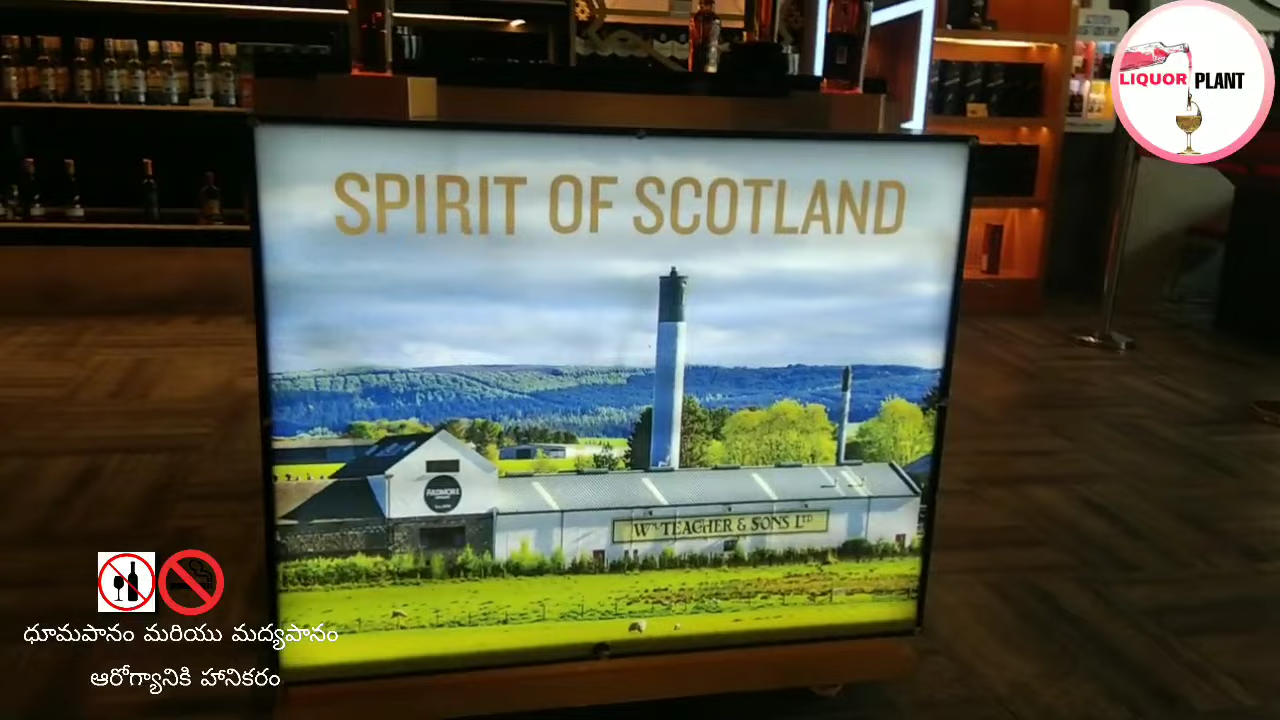 LIQUOR PLANT
SPIRIT OF SCOTLAND
ARDMORE
WM TEACHER & SONS LTD
ధూమపానం మరియు మద్యపానం
ఆరోగ్యానికి హానికరం